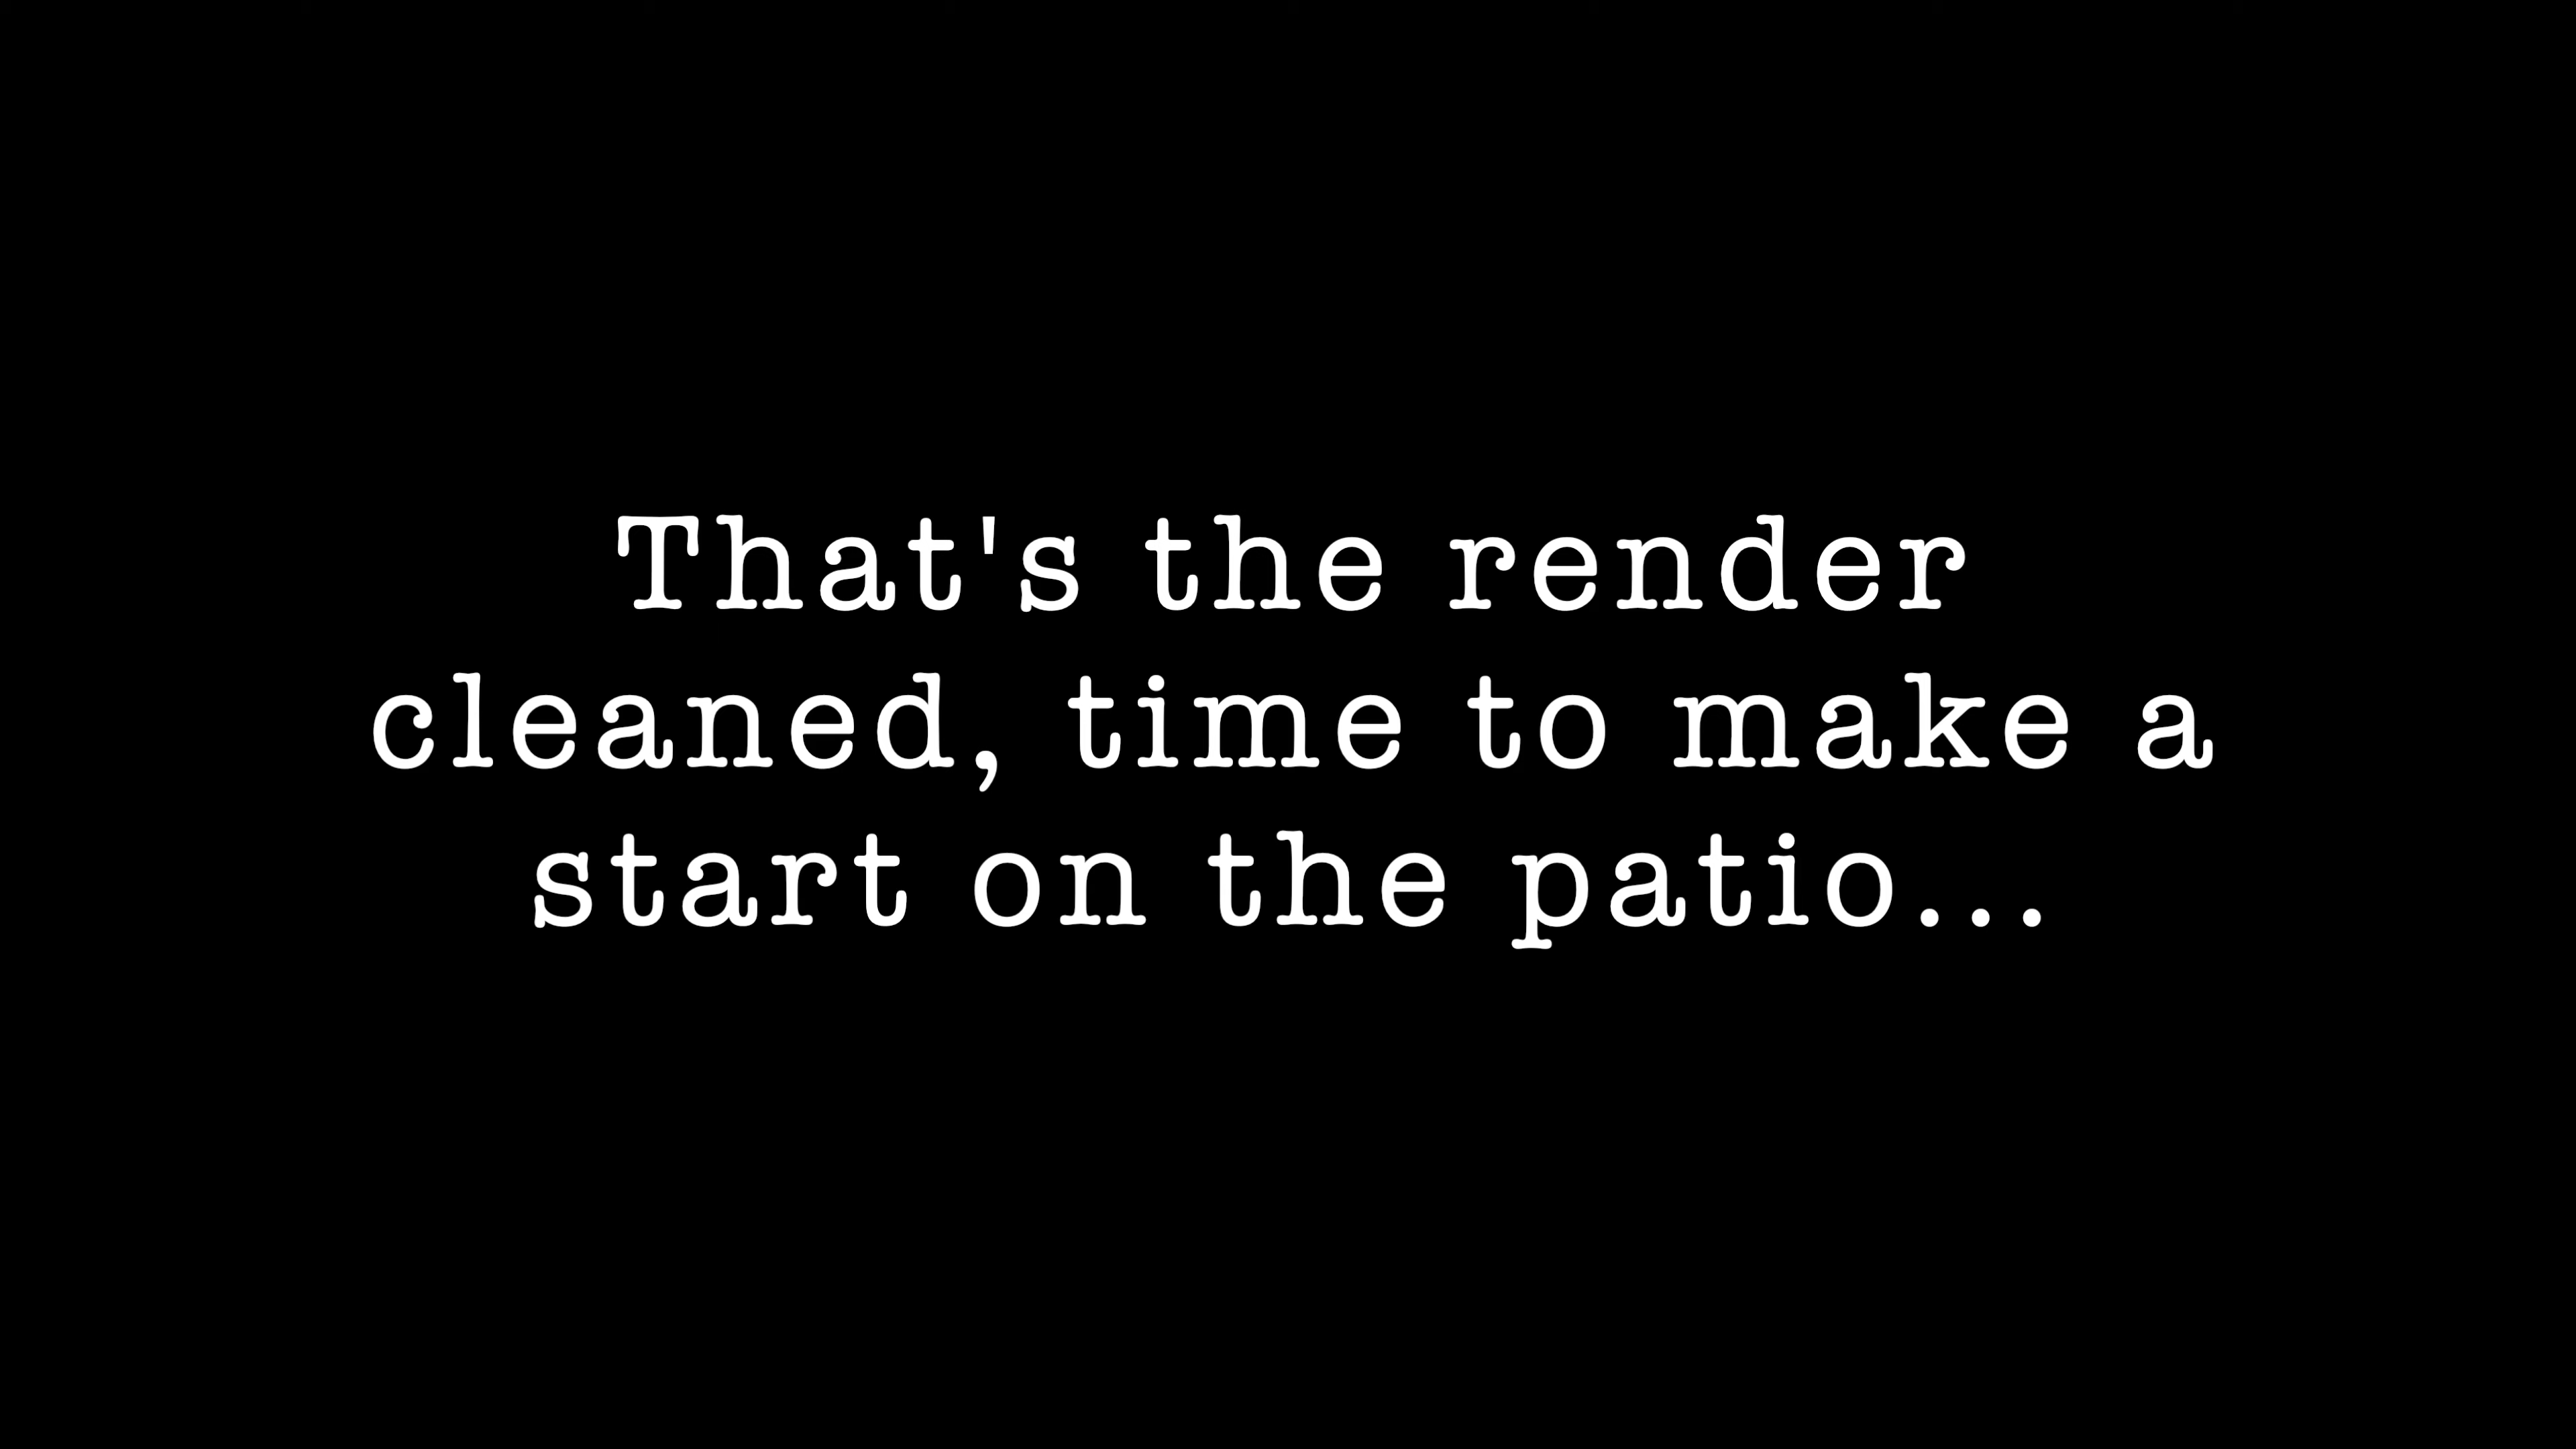 That's the render
cleaned, time to make a
start on the patio...